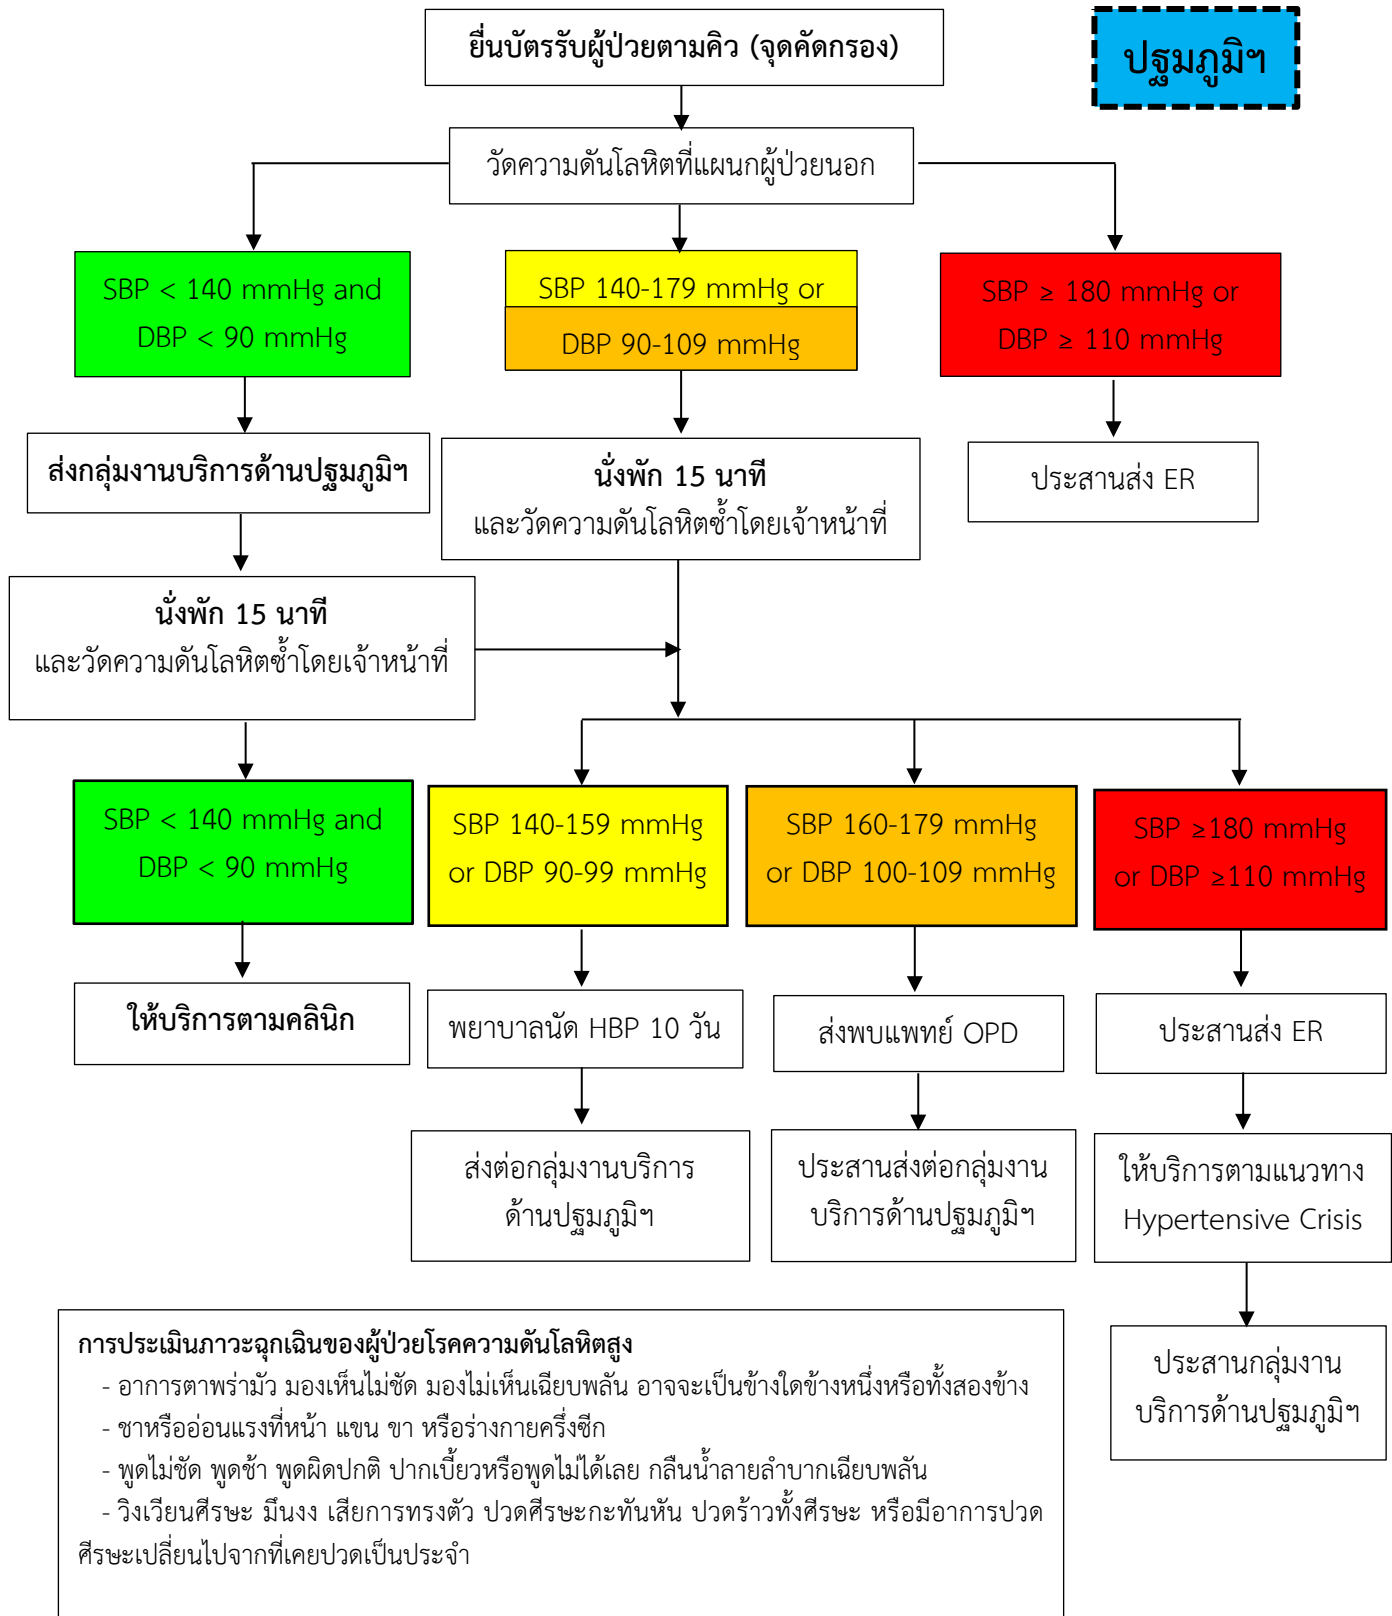 ยื่นบัตรรับผู้ป่วยตามคิว (จุดคัดกรอง)
ปฐมภูมิฯ
วัดความดันโลหิตที่แผนกผู้ป่วยนอก
SBP < 140 mmHg and
DBP < 90 mmHg
SBP 140-179 mmHg or
DBP 90-109 mmHg
SBP ≥ 180 mmHg or
DBP ≥ 110 mmHg
ส่งกลุ่มงานบริการด้านปฐมภูมิฯ
นั่งพัก 15 นาที
และวัดความดันโลหิตซ้ำโดยเจ้าหน้าที่
ประสานส่ง ER
นั่งพัก 15 นาที
และวัดความดันโลหิตซ้ำโดยเจ้าหน้าที่
SBP < 140 mmHg and
DBP < 90 mmHg
SBP 140-159 mmHg
or DBP 90-99 mmHg
SBP 160-179 mmHg
or DBP 100-109 mmHg
SBP ≥180 mmHg
or DBP ≥110 mmHg
ให้บริการตามคลินิก
พยาบาลนัด HBP 10 วัน
ส่งพบแพทย์ OPD
ประสานส่ง ER
ส่งต่อกลุ่มงานบริการ
ด้านปฐมภูมิฯ
ประสานส่งต่อกลุ่มงาน
บริการด้านปฐมภูมิฯ
ให้บริการตามแนวทาง
Hypertensive Crisis
ประสานกลุ่มงาน
บริการด้านปฐมภูมิฯ
การประเมินภาวะฉุกเฉินของผู้ป่วยโรคความดันโลหิตสูง
- อาการตาพร่ามัว มองเห็นไม่ชัด มองไม่เห็นเฉียบพลัน อาจจะเป็นข้างใดข้างหนึ่งหรือทั้งสองข้าง
- ชาหรืออ่อนแรงที่หน้า แขน ขา หรือร่างกายครึ่งซีก
- พูดไม่ชัด พูดช้า พูดผิดปกติ ปากเบี้ยวหรือพูดไม่ได้เลย กลืนน้ำลายลำบากเฉียบพลัน
- วิงเวียนศีรษะ มึนงง เสียการทรงตัว ปวดศีรษะกะทันหัน ปวดร้าวทั้งศีรษะ หรือมีอาการปวด
ศีรษะเปลี่ยนไปจากที่เคยปวดเป็นประจำ